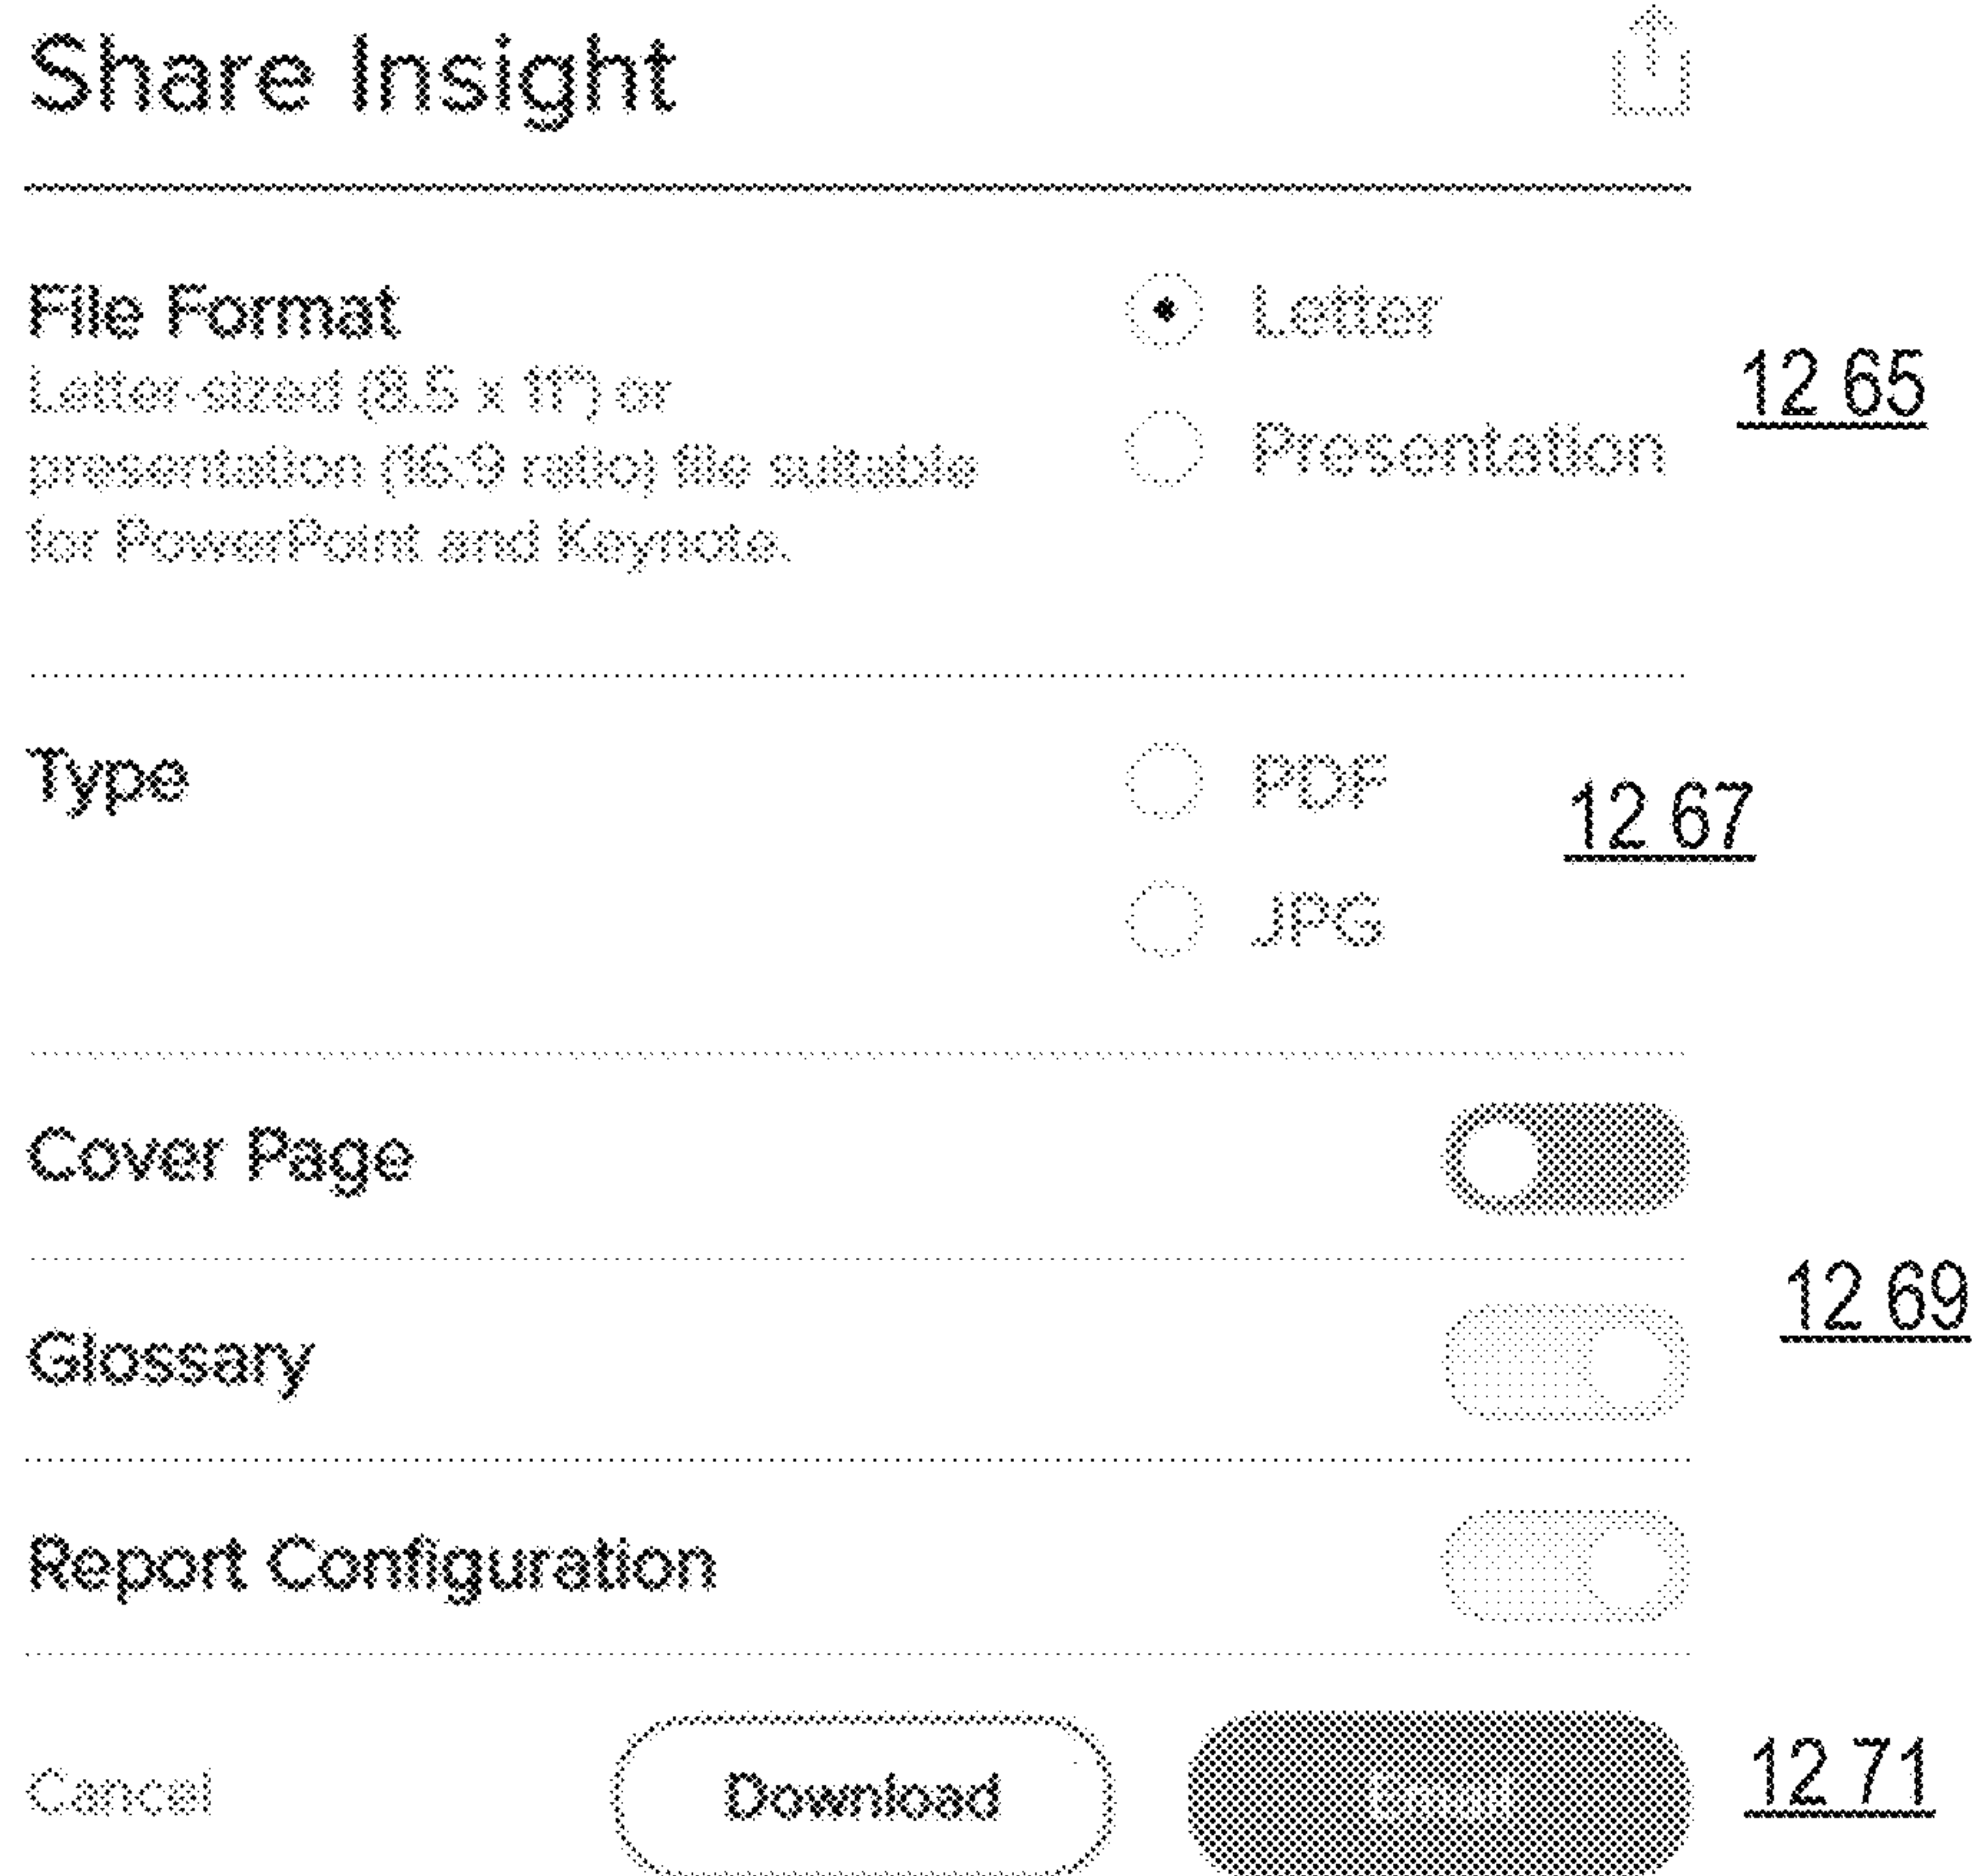 Share Insight
File Format
Letter-sized (8.5 x 11") or
presentation (16:9 ratio) file suitable
for PowerPoint and Keynote.
Letter
Presentation
12 65
Type
PDF
JPG
12 67
Cover Page
Glossary
12 69
Report Configuration
Cancel
Download
12 71